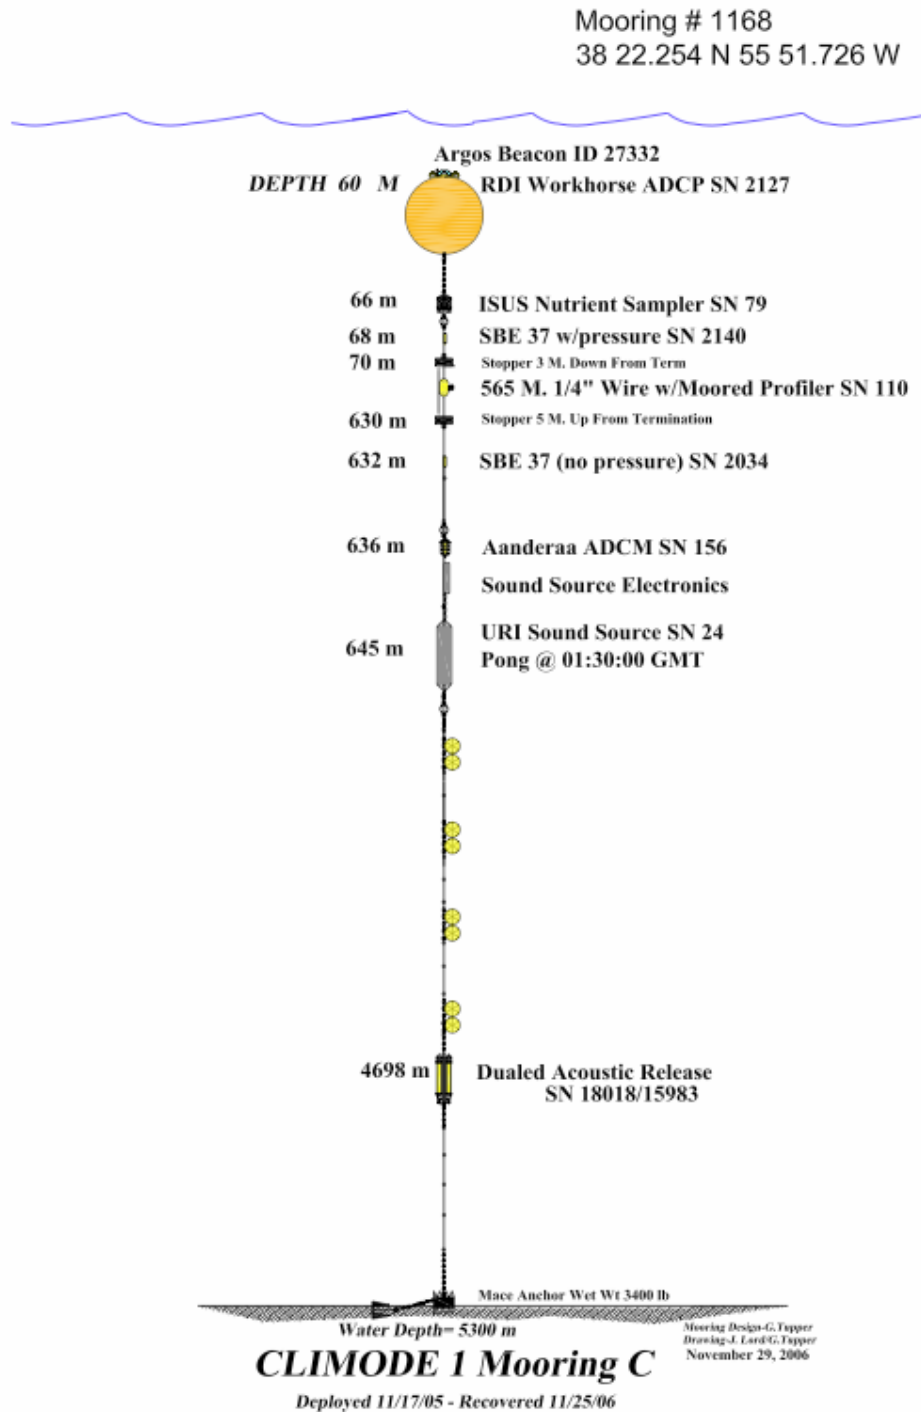 Mooring # 1168
38 22.254 N 55 51.726 W
Argos Beacon ID 27332
DEPTH 60 M
RDI Workhorse ADCP SN 2127
66 m
ISUS Nutrient Sampler SN 79
68 m
SBE 37 w/pressure SN 2140
70 m
Stopper 3 M. Down From Term
565 M. 1/4" Wire w/Moored Profiler SN 110
630 m
Stopper 5 M. Up From Termination
632 m
SBE 37 (no pressure) SN 2034
636 m
Aanderaa ADCM SN 156
Sound Source Electronics
645 m
URI Sound Source SN 24
Pong @ 01:30:00 GMT
4698 m
Dualed Acoustic Release
SN 18018/15983
Mace Anchor Wet Wt 3400 lb
Water Depth= 5300 m
Mooring Design-G.Tupper
Drawing-J. Lord/G.Tupper
November 29, 2006
CLIMODE 1 Mooring C
Deployed 11/17/05 - Recovered 11/25/06